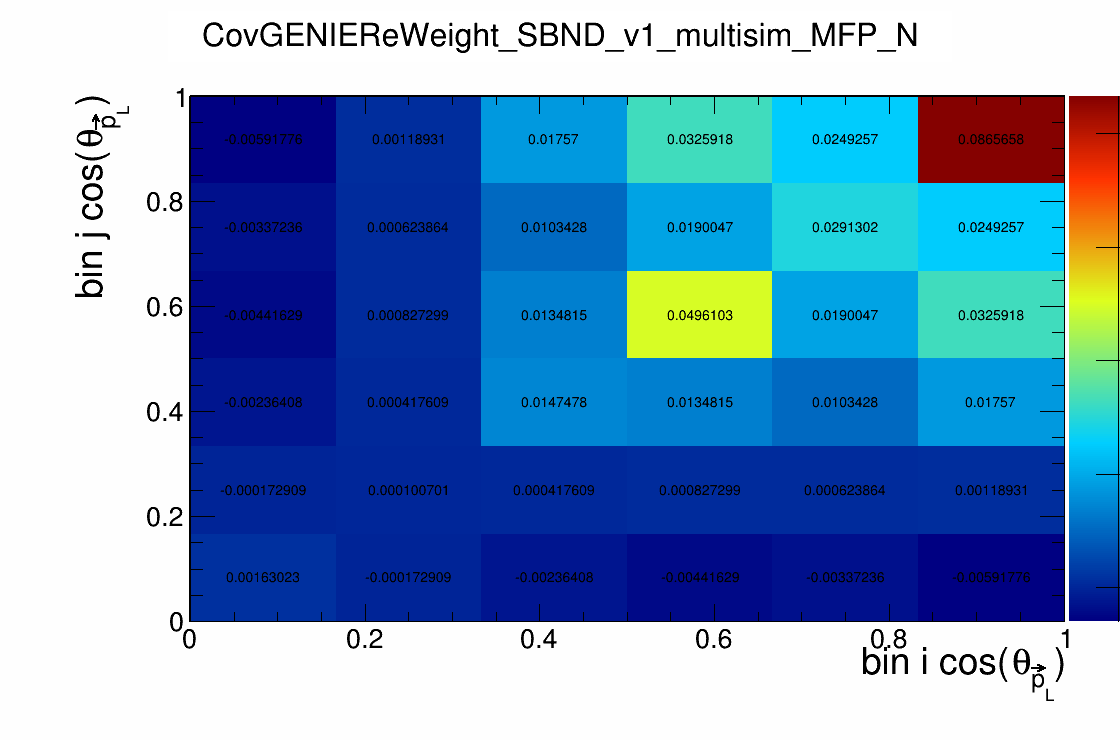 CovGENIEReWeight_SBND_v1_multisim_MFP_N
bin j cos(θ_p⃗_L)
1
-0.00591776 0.00118931 0.01757 0.0325918 0.0249257 0.0865658
0.8
-0.00337236 0.000623864 0.0103428 0.0190047 0.0291302 0.0249257
0.6
-0.00441629 0.000827299 0.0134815 0.0496103 0.0190047 0.0325918
0.4
-0.00236408 0.000417609 0.0147478 0.0134815 0.0103428 0.01757
-0.000172909 0.000100701 0.000417609 0.000827299 0.000623864 0.00118931
0.2
0.00163023 -0.000172909 -0.00236408 -0.00441629 -0.00337236 -0.00591776
0
0 0.2 0.4 0.6 0.8 1
bin i cos(θ_p⃗_L)